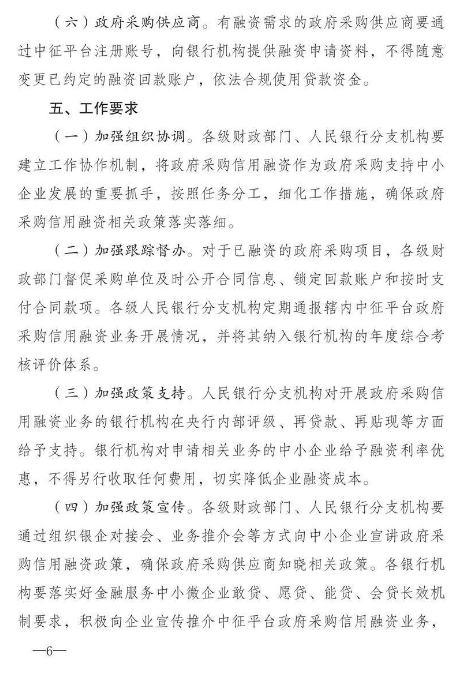 （六）政府采购供应商。有融资需求的政府采购供应商要通
过中征平台注册账号，向银行机构提供融资申请资料，不得随意
变更已约定的融资回款账户，依法合规使用贷款资金。
五、工作要求
（一）加强组织协调。各级财政部门、人民银行分支机构要
建立工作协作机制，将政府采购信用融资作为政府采购支持中小
企业发展的重要抓手，按照任务分工，细化工作措施，确保政府
采购信用融资相关政策落实落细。
（二）加强跟踪督办。对于已融资的政府采购项目，各级财
政部门督促采购单位及时公开合同信息、锁定回款账户和按时支
付合同款项。各级人民银行分支机构定期通报辖内中征平台政府
采购信用融资业务开展情况，并将其纳入银行机构的年度综合考
核评价体系。
（三）加强政策支持。人民银行分支机构对开展政府采购信
用融资业务的银行机构在央行内部评级、再贷款、再贴现等方面
给予支持。银行机构对申请相关业务的中小企业给予融资利率优
惠，不得另行收取任何费用，切实降低企业融资成本。
（四）加强政策宣传。各级财政部门、人民银行分支机构要
通过组织银企对接会、业务推介会等方式向中小企业宣讲政府采
购信用融资政策，确保政府采购供应商知晓相关政策。各银行机
构要落实好金融服务中小微企业敢贷、愿贷、能贷、会贷长效机
制要求，积极向企业宣传推介中征平台政府采购信用融资业务，
—6—